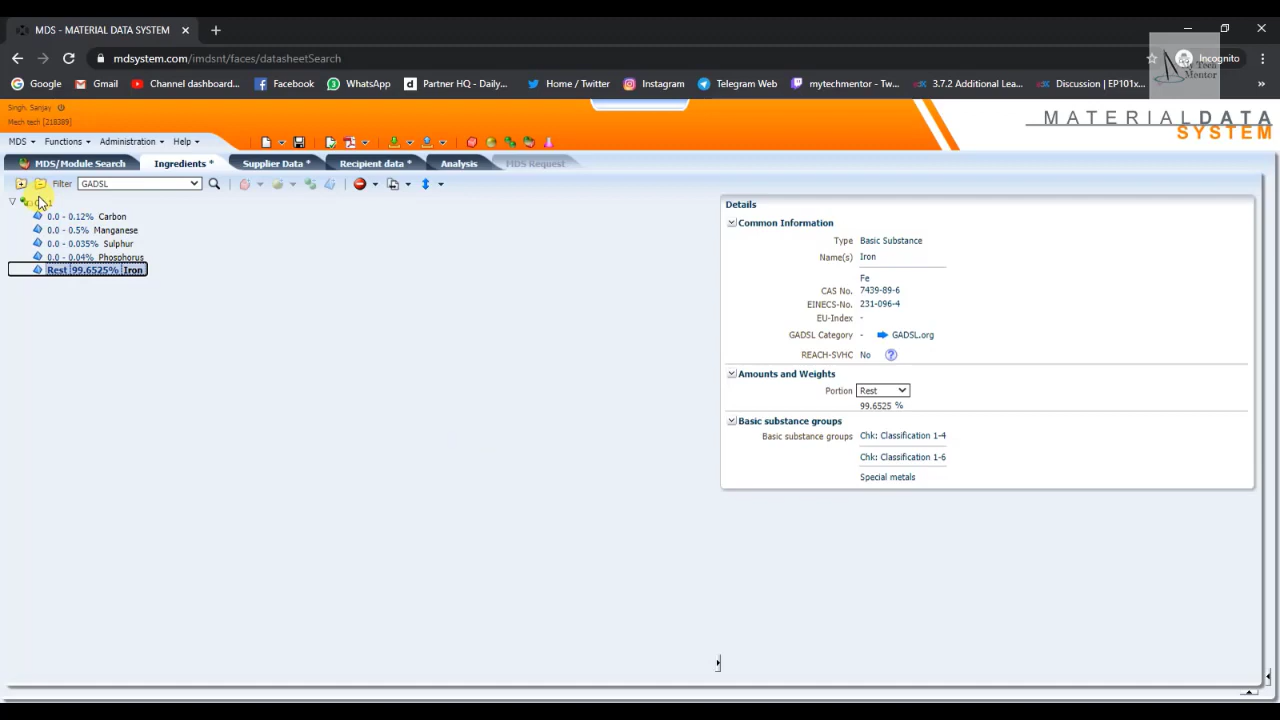 MDS - MATERIAL DATA SYSTEM
mdsystem.com/imdsnt/faces/datasheetSearch
Incognito
Google Gmail Channel dashboard... Facebook WhatsApp Partner HQ - Daily... Home / Twitter Instagram Telegram Web mytechmentor - Tw... 3.7.2 Additional Lea... Discussion | EP101x...
Tech
Mentor
Singh, Sanjay
Mech tech [218389]
MATERIALDATA
SYSTEM
MDS Functions Administration Help
MDS/Module Search Ingredients * Supplier Data * Recipient data * Analysis MDS Request
Filter GADSL
0.0 - 0.12% Carbon
0.0 - 0.5% Manganese
0.0 - 0.035% Sulphur
0.0 - 0.04% Phosphorus
Rest [99.6525%] Iron
Details
Common Information
Type Basic Substance
Name(s) Iron
Fe
CAS No. 7439-89-6
EINECS-No. 231-096-4
EU-Index -
GADSL Category - GADSL.org
REACH-SVHC No ?
Amounts and Weights
Portion Rest
99.6525 %
Basic substance groups
Basic substance groups Chk: Classification 1-4
Chk: Classification 1-6
Special metals